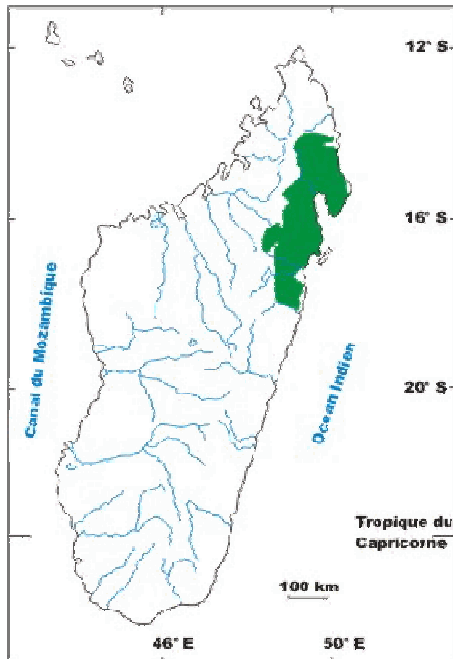 12° S
16° S
Canal du Mozambique
20° S
Ocean Indien
Tropique du
Capricorne
100 km
46° E
50° E